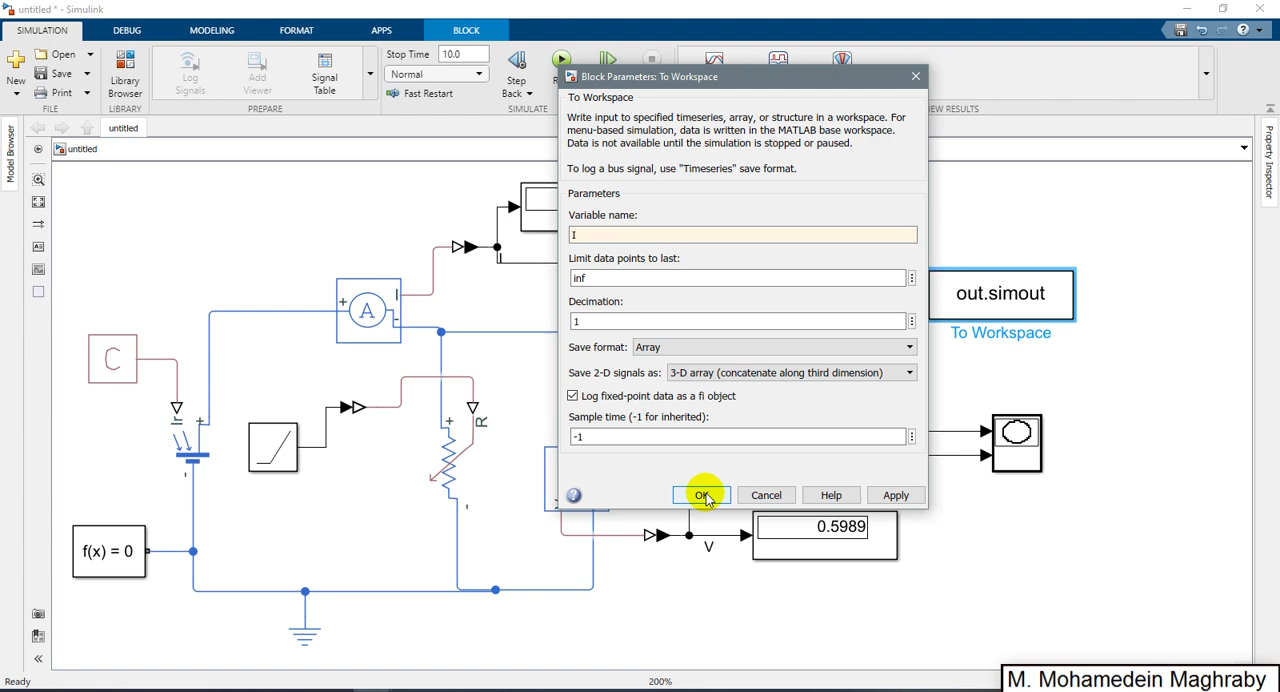 untitled * - Simulink
SIMULATION DEBUG MODELING FORMAT APPS BLOCK
New
Open
Save
Print
FILE
Library
Browser
LIBRARY
Log
Signals
Add
Viewer
Signal
Table
PREPARE
Stop Time 10.0
Normal
Fast Restart
Step
Back
SIMULATE
EW RESULTS
Block Parameters: To Workspace
To Workspace
Write input to specified timeseries, array, or structure in a workspace. For
menu-based simulation, data is written in the MATLAB base workspace.
Data is not available until the simulation is stopped or paused.
To log a bus signal, use "Timeseries" save format.
Parameters
Variable name:
I
Limit data points to last:
inf
Decimation:
1
Save format: Array
Save 2-D signals as: 3-D array (concatenate along third dimension)
Log fixed-point data as a fi object
Sample time (-1 for inherited):
-1
OK Cancel Help Apply
untitled
untitled
Model Browser
Property Inspector
I
+ A I -
C
Ir +
-
+ R
-
f(x) = 0
out.simout
To Workspace
V
0.5989
Ready
200%
M. Mohamedein Maghraby